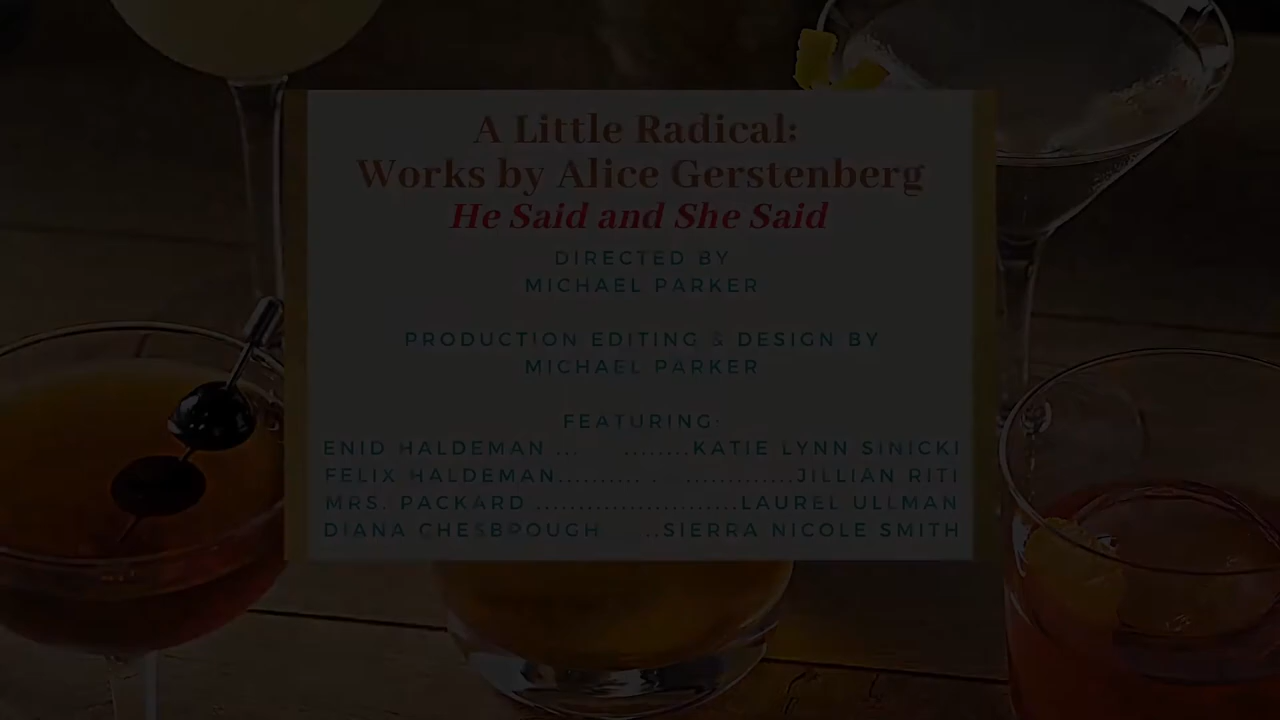 A Little Radical:
Works by Alice Gerstenberg
He Said and She Said
DIRECTED BY
MICHAEL PARKER
PRODUCTION EDITING & DESIGN BY
MICHAEL PARKER
FEATURING:
ENID HALDEMAN ... ........KATIE LYNN SINICKI
FELIX HALDEMAN.......... . ..............JILLIAN RITI
MRS. PACKARD ........................LAUREL ULLMAN
DIANA CHESBROUGH ..SIERRA NICOLE SMITH